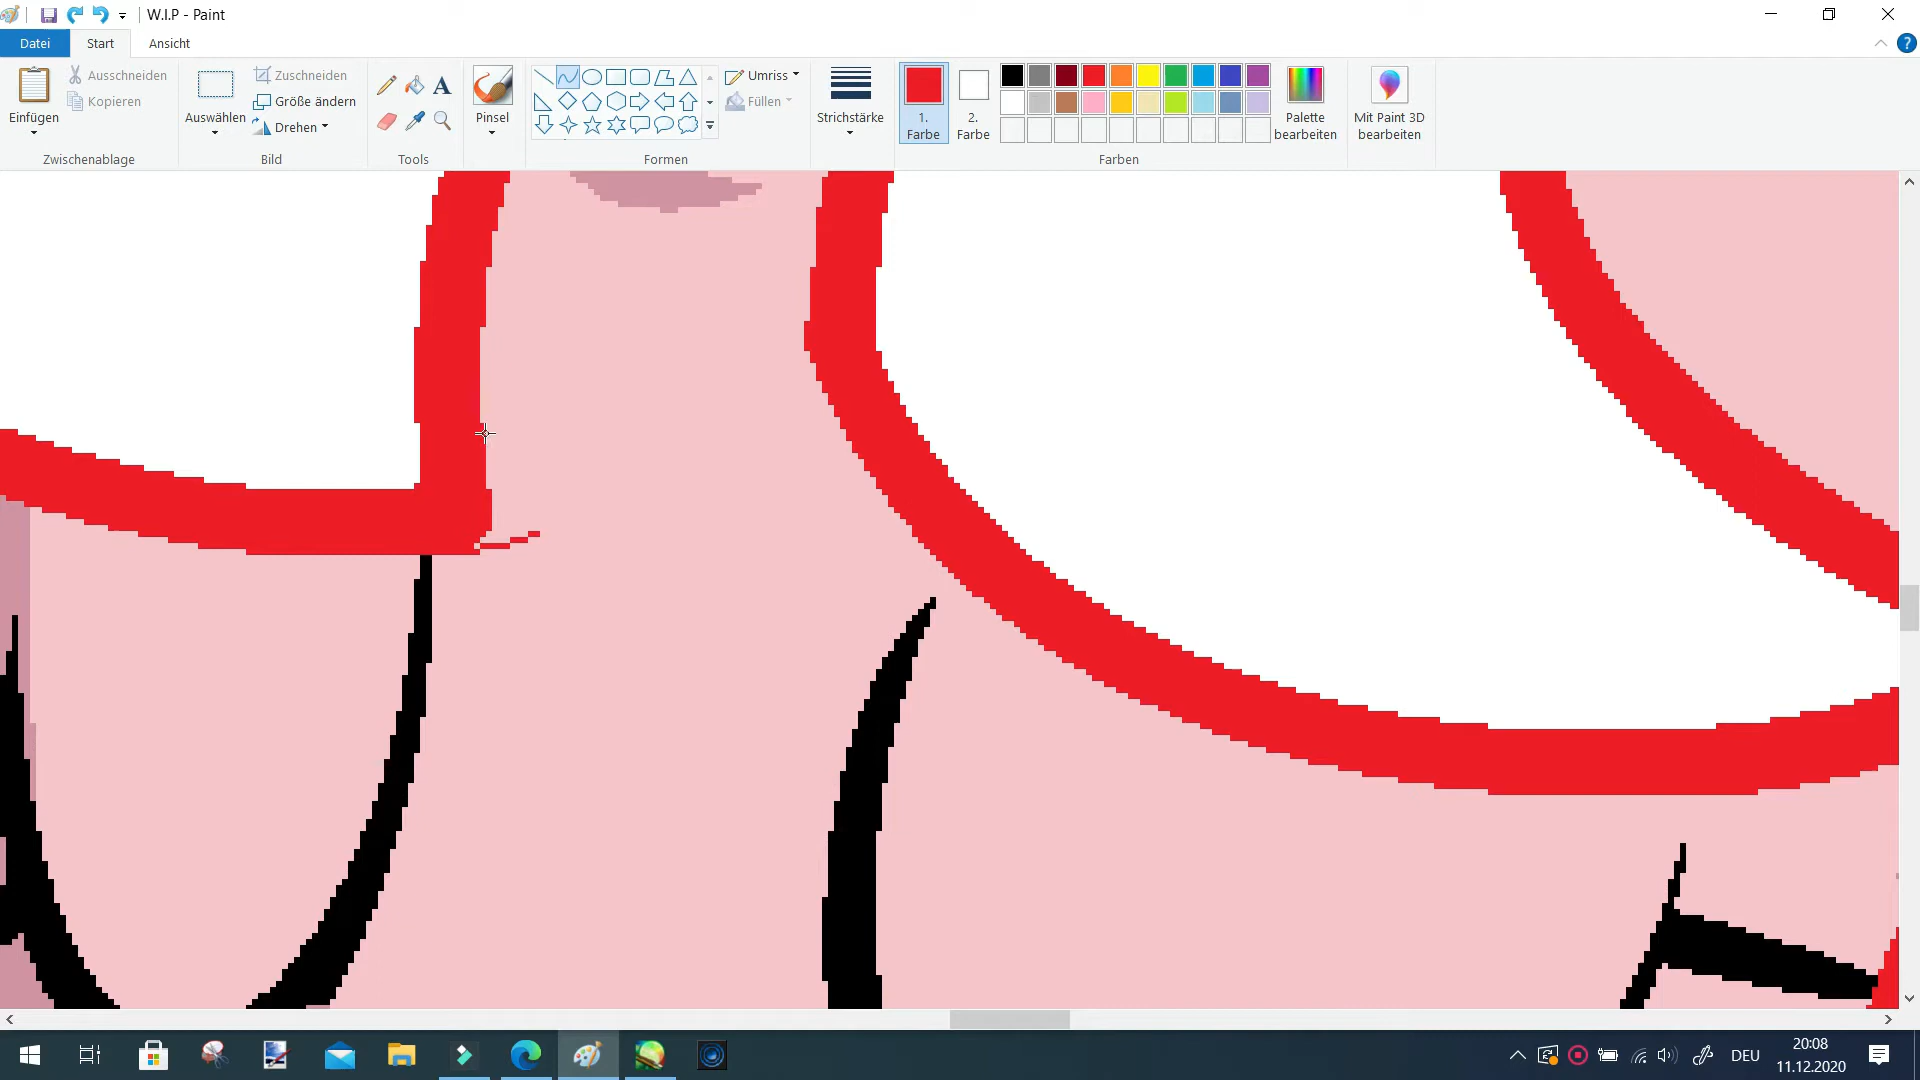 W.I.P - Paint
Datei Start Ansicht
Einfügen
Ausschneiden
Kopieren
Zwischenablage
Auswählen
Zuschneiden
Größe ändern
Drehen
Bild
A
Tools
Pinsel
Umriss
Füllen
Formen
Strichstärke
1.
Farbe
2.
Farbe
Palette
bearbeiten
Farben
Mit Paint 3D
bearbeiten
?
DEU
20:08
11.12.2020